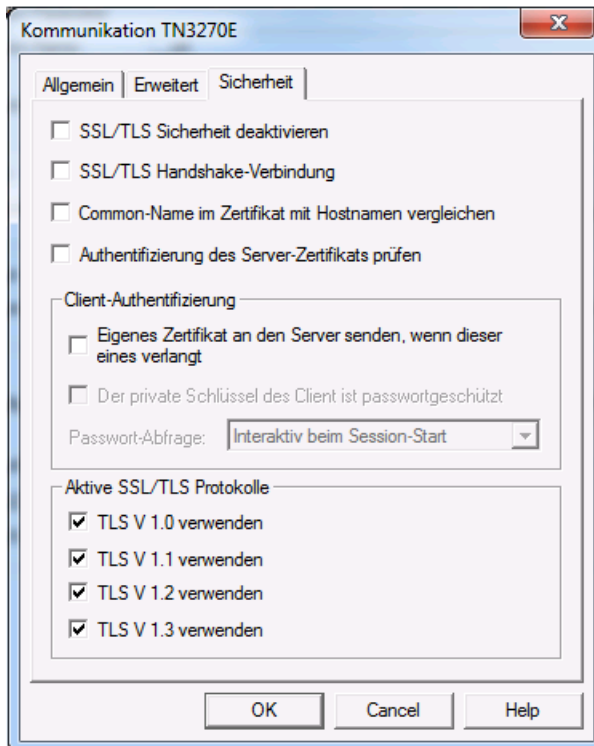 Kommunikation TN3270E
Allgemein Erweitert Sicherheit
SSL/TLS Sicherheit deaktivieren
SSL/TLS Handshake-Verbindung
Common-Name im Zertifikat mit Hostnamen vergleichen
Authentifizierung des Server-Zertifikats prüfen
Client-Authentifizierung
Eigenes Zertifikat an den Server senden, wenn dieser
eines verlangt
Der private Schlüssel des Client ist passwortgeschützt
Passwort-Abfrage: Interaktiv beim Session-Start
Aktive SSL/TLS Protokolle
TLS V 1.0 verwenden
TLS V 1.1 verwenden
TLS V 1.2 verwenden
TLS V 1.3 verwenden
OK Cancel Help